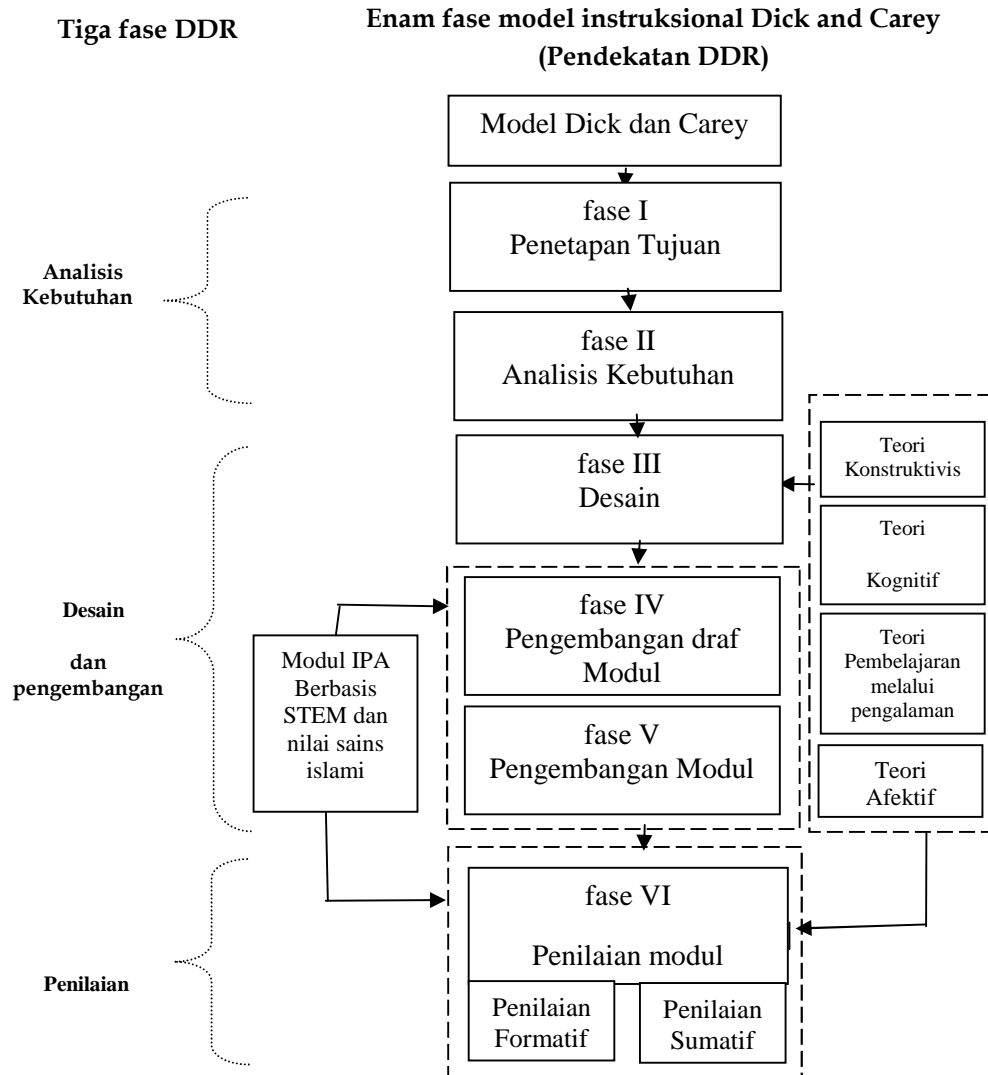 Tiga fase DDR
Enam fase model instruksional Dick and Carey
(Pendekatan DDR)
Model Dick dan Carey
fase I
Penetapan Tujuan
Analisis
Kebutuhan
fase II
Analisis Kebutuhan
fase III
Desain
Teori
Konstruktivis
Teori
Kognitif
Teori
Pembelajaran
melalui
pengalaman
Teori
Afektif
Desain
dan
pengembangan
Modul IPA
Berbasis
STEM dan
nilai sains
islami
fase IV
Pengembangan draf
Modul
fase V
Pengembangan Modul
Penilaian
fase VI
Penilaian modul
Penilaian
Formatif
Penilaian
Sumatif